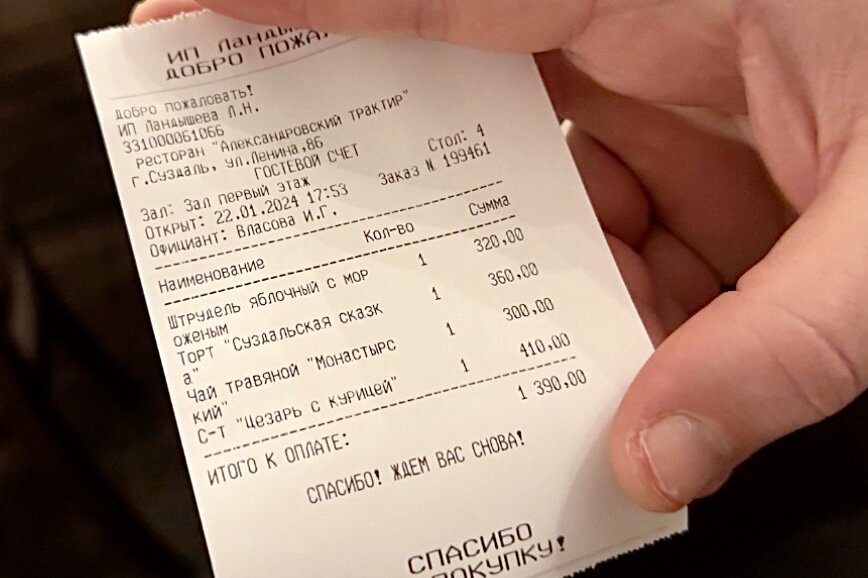 ИП Ланды
ДОБРО ПОЖА
ДОБРО ПОЖАЛОВАТЬ!
ИП Ландышева Л.Н.
331000061066
РЕСТОРАН "АЛЕКСАНДРОВСКИЙ ТРАКТИР"
Г.СУЗДАЛЬ, УЛ.ЛЕНИНА,86
ГОСТЕВОЙ СЧЕТ
Зал: Зал первый этаж Стол: 4
Открыт: 22.01.2024 17:53 Заказ N 199461
Официант: Власова И.Г.
Наименование Кол-во Сумма
Штрудель яблочный с мор 1 320,00
оженым
Торт "Суздальская сказк 1 360,00
а"
Чай травяной "Монастырс 1 300,00
кий"
С-т "Цезарь с курицей" 1 410,00
ИТОГО К ОПЛАТЕ: 1 390,00
СПАСИБО! ЖДЕМ ВАС СНОВА!
СПАСИБО
ПОКУПКУ!